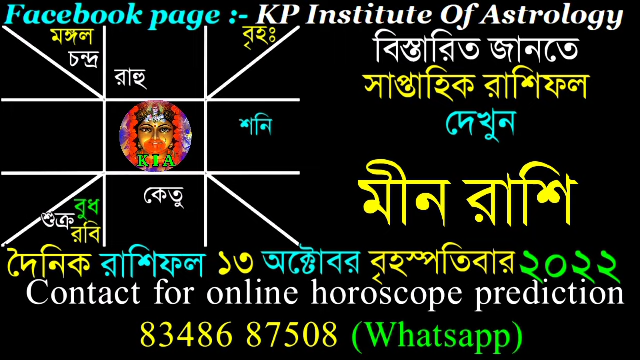 Facebook page :- KP Institute Of Astrology
মঙ্গল
চন্দ্র
রাহু
বৃহঃ
বিস্তারিত জানতে
সাপ্তাহিক রাশিফল
দেখুন
শনি
KIA
কেতু
মীন রাশি
বুধ
শুক্র
রবি
দৈনিক রাশিফল ১৩ অক্টোবর বৃহস্পতিবার ২০২২
Contact for online horoscope prediction
83486 87508 (Whatsapp)